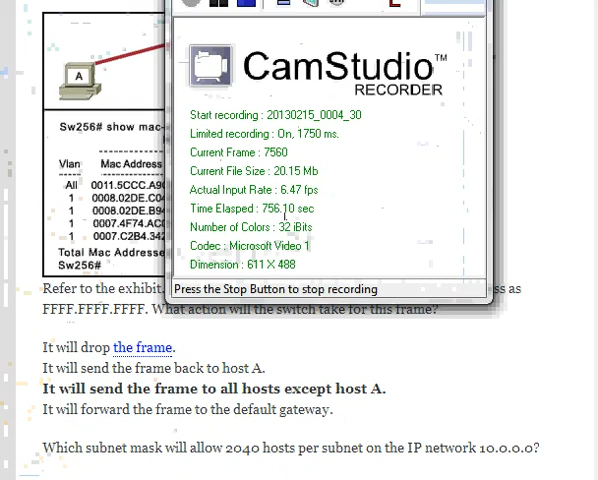 CamStudio™
RECORDER
Start recording : 20130215_0004_30
Limited recording : On, 1750 ms.
Current Frame : 7560
Current File Size : 20.15 Mb
Actual Input Rate : 6.47 fps
Time Elasped : 756.10 sec
Number of Colors : 32 iBits
Codec : Microsoft Video 1
Dimension : 611 X 488
Press the Stop Button to stop recording
A
Sw256# show mac-
Vlan Mac Address
All 0011.5CCC.A9
1 0008.02DE.C
1 0008.02DE.B9
1 0007.4F74.AC
1 0007.C2B4.342
Total Mac Addresse
Sw256#
Refer to the exhibit. ss as
FFFF.FFFF.FFFF. What action will the switch take for this frame?
It will drop the frame.
It will send the frame back to host A.
It will send the frame to all hosts except host A.
It will forward the frame to the default gateway.
Which subnet mask will allow 2040 hosts per subnet on the IP network 10.0.0.0?